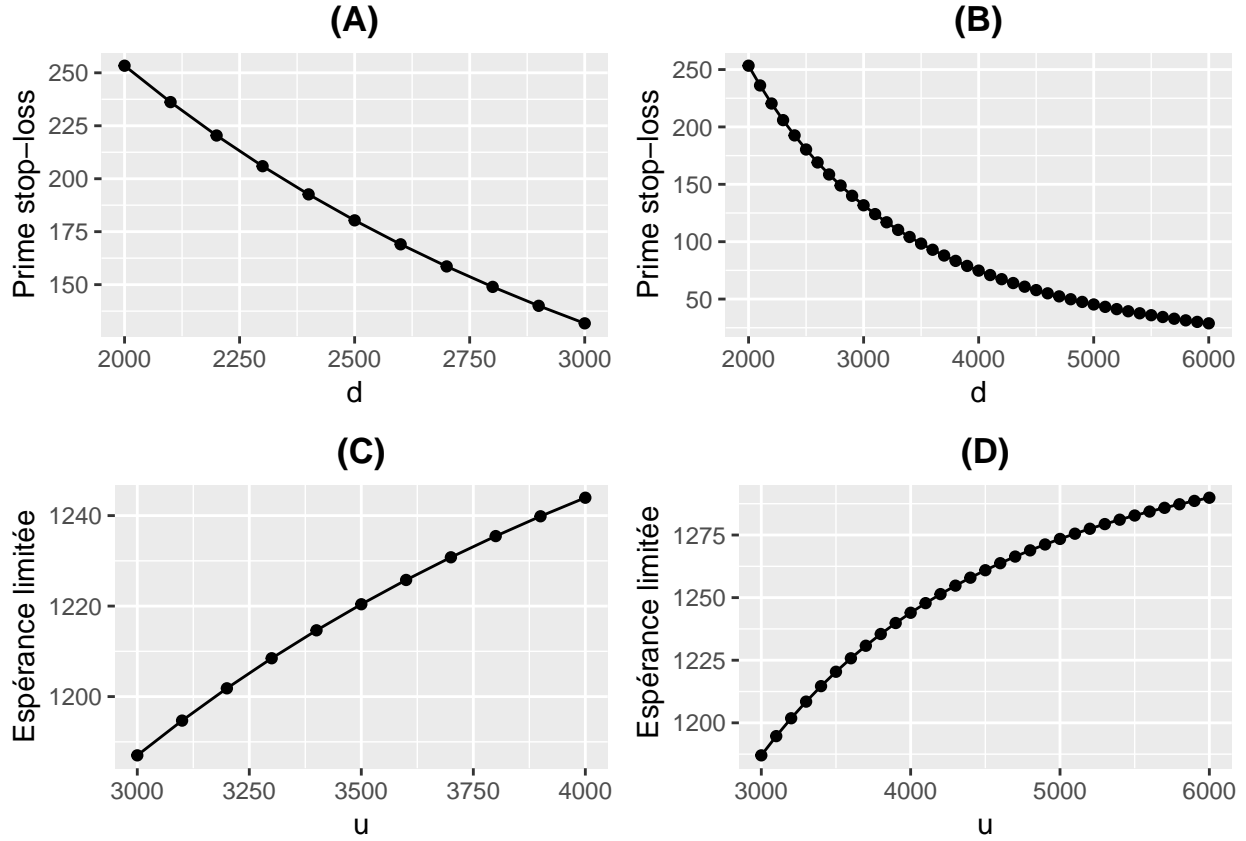 (A)
Prime stop−loss
250
225
200
175
150
2000 2250 2500 2750 3000
d
(B)
Prime stop−loss
250
200
150
100
50
2000 3000 4000 5000 6000
d
(C)
Espérance limitée
1240
1220
1200
3000 3250 3500 3750 4000
u
(D)
Espérance limitée
1275
1250
1225
1200
3000 4000 5000 6000
u